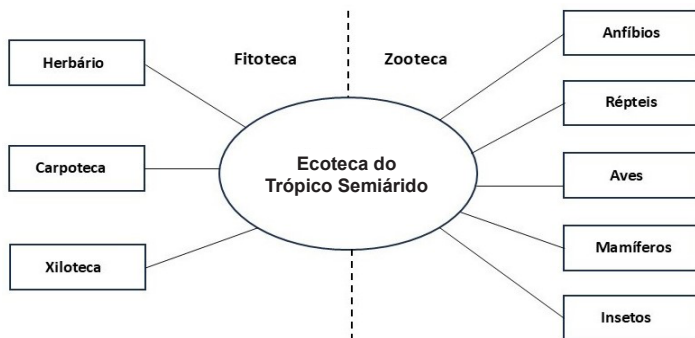 Fitoteca
Zooteca
Herbário
Carpoteca
Xiloteca
Ecoteca do
Trópico Semiárido
Anfíbios
Répteis
Aves
Mamíferos
Insetos